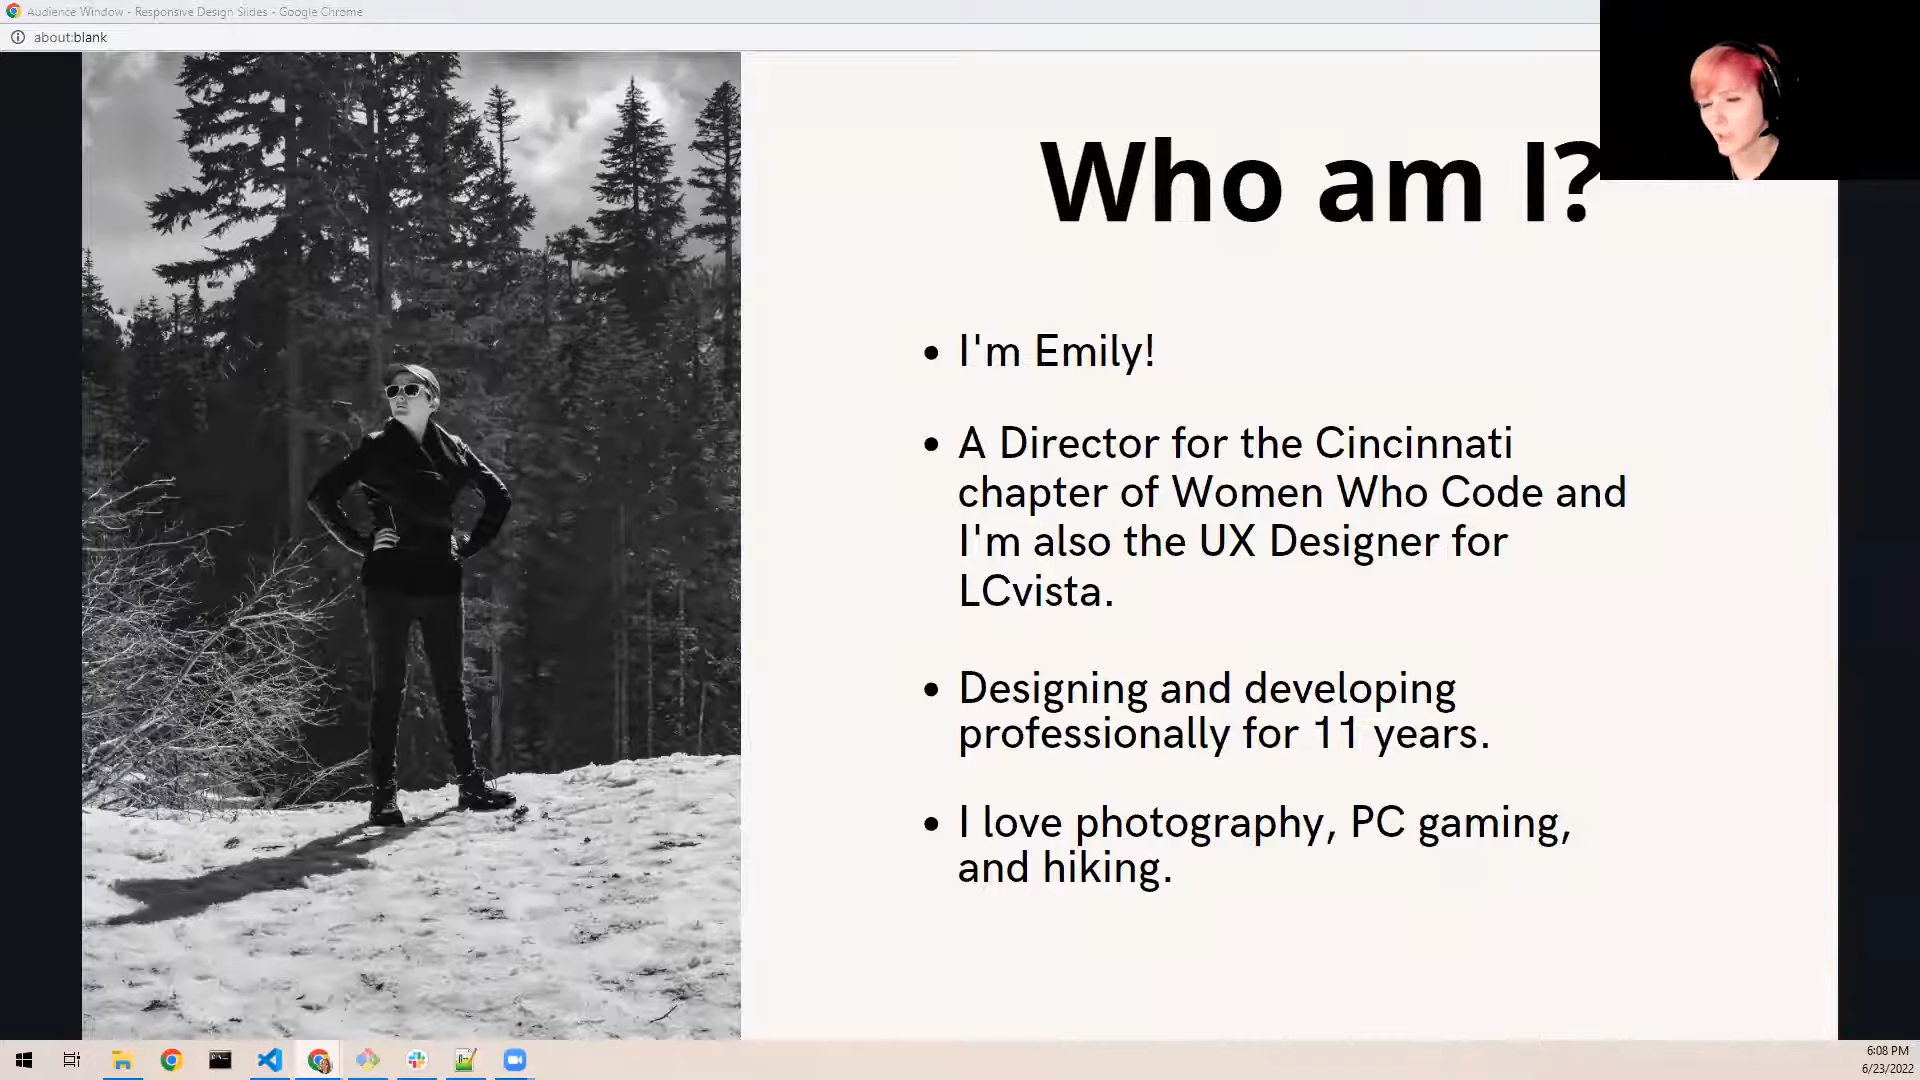 Audience Window - Responsive Design Slides - Google Chrome
about:blank
Who am I?
• I'm Emily!
• A Director for the Cincinnati
chapter of Women Who Code and
I'm also the UX Designer for
LCvista.
• Designing and developing
professionally for 11 years.
• I love photography, PC gaming,
and hiking.
6:08 PM
6/23/2022